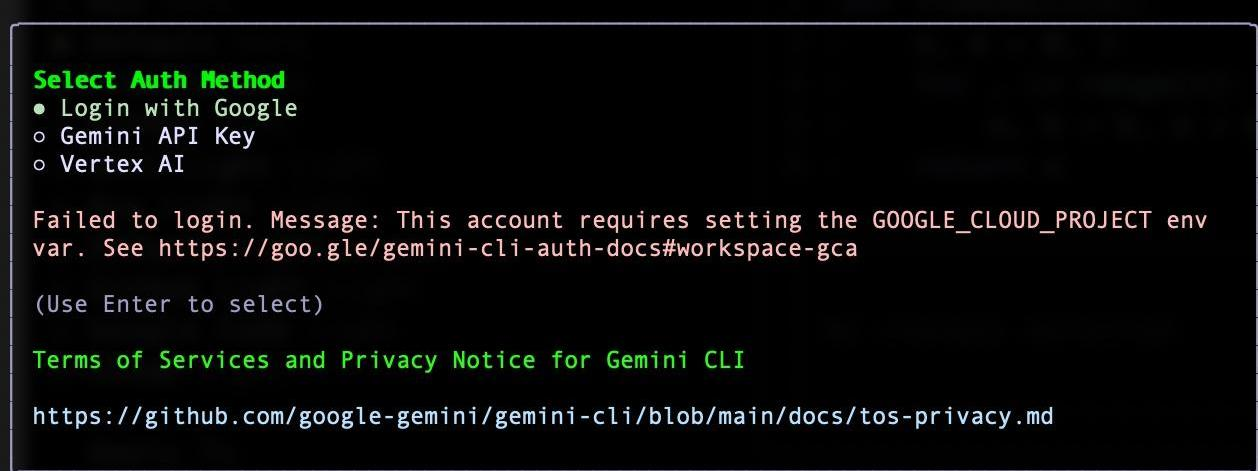 Select Auth Method
● Login with Google
○ Gemini API Key
○ Vertex AI
Failed to login. Message: This account requires setting the GOOGLE_CLOUD_PROJECT env
var. See https://goo.gle/gemini-cli-auth-docs#workspace-gca
(Use Enter to select)
Terms of Services and Privacy Notice for Gemini CLI
https://github.com/google-gemini/gemini-cli/blob/main/docs/tos-privacy.md